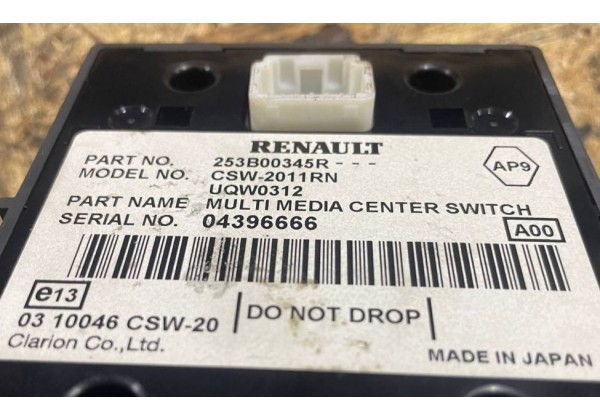 RENAULT
PART NO. 253B00345R - - -
MODEL NO. CSW-2011RN
UQW0312
AP9
PART NAME MULTI MEDIA CENTER SWITCH
SERIAL NO. 04396666
A00
e13
03 10046 CSW-20
DO NOT DROP
Clarion Co.,Ltd.
MADE IN JAPAN